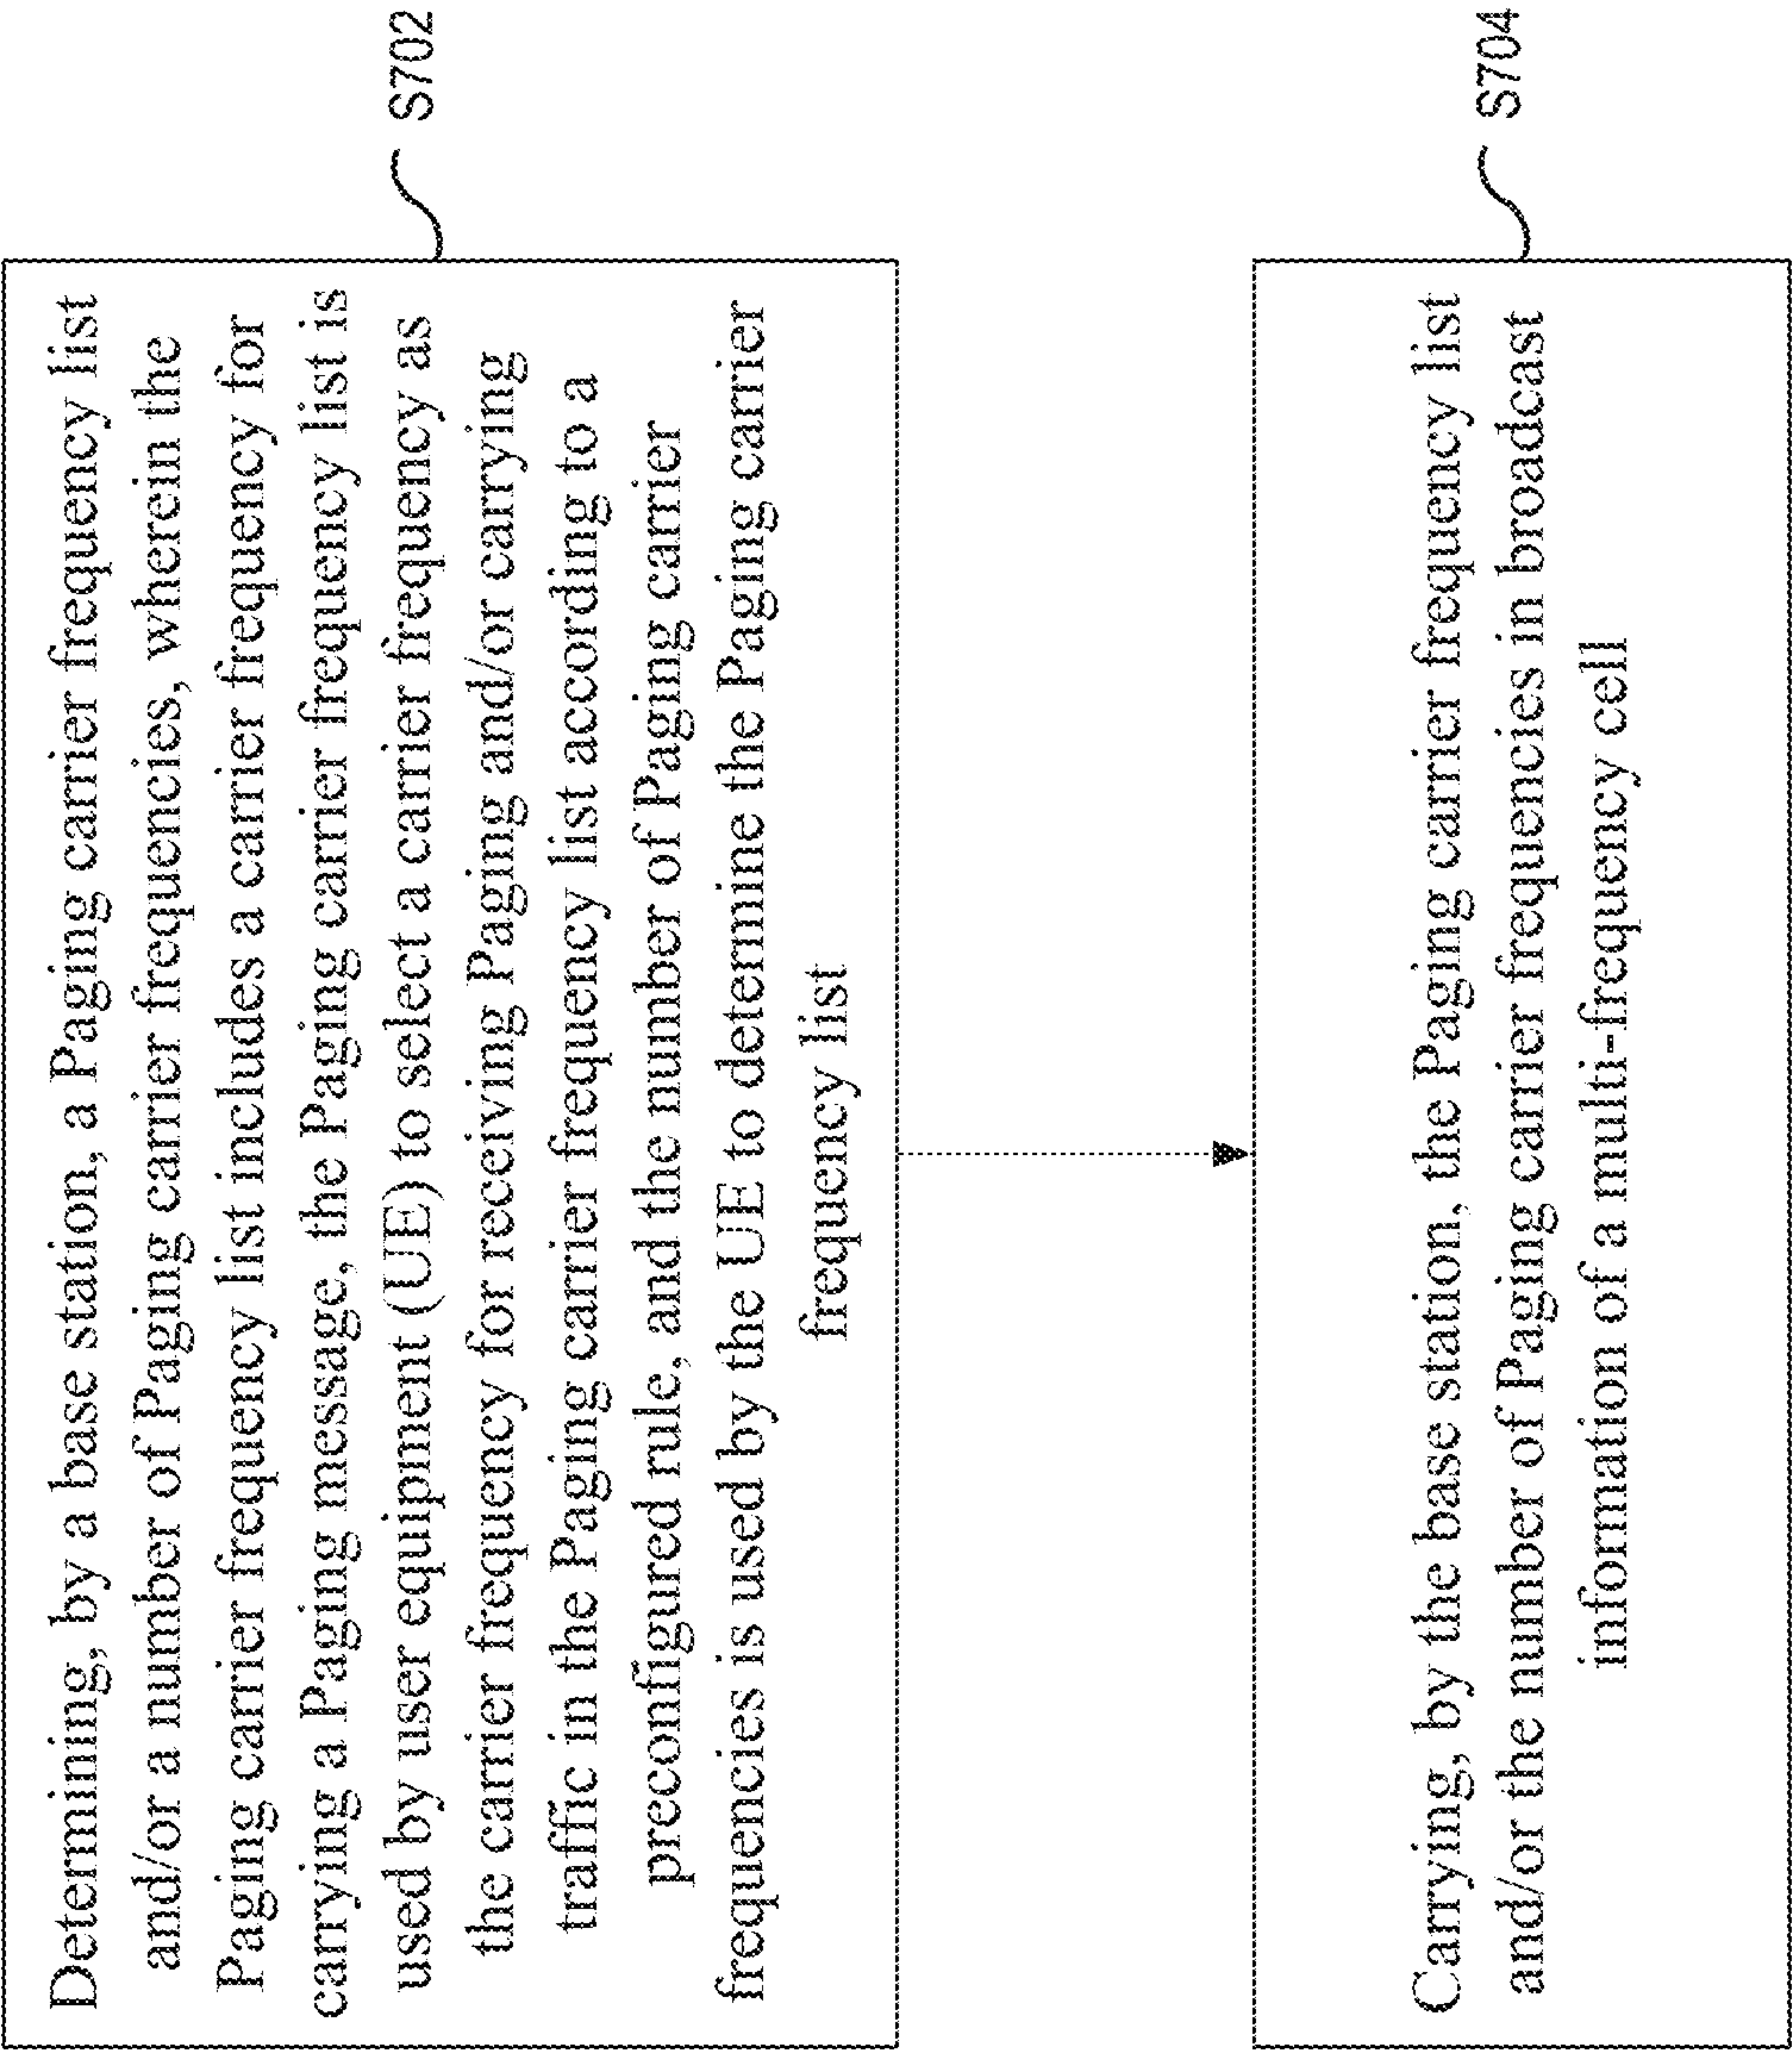 Determining, by a base station, a Paging carrier frequency list
and/or a number of Paging carrier frequencies, wherein the
Paging carrier frequency list includes a carrier frequency for
carrying a Paging message, the Paging carrier frequency list is
used by user equipment (UE) to select a carrier frequency as
the carrier frequency for receiving Paging and/or carrying
traffic in the Paging carrier frequency list according to a
preconfigured rule, and the number of Paging carrier
frequencies is used by the UE to determine the Paging carrier
frequency list
S702
Carrying, by the base station, the Paging carrier frequency list
and/or the number of Paging carrier frequencies in broadcast
information of a multi-frequency cell
S704